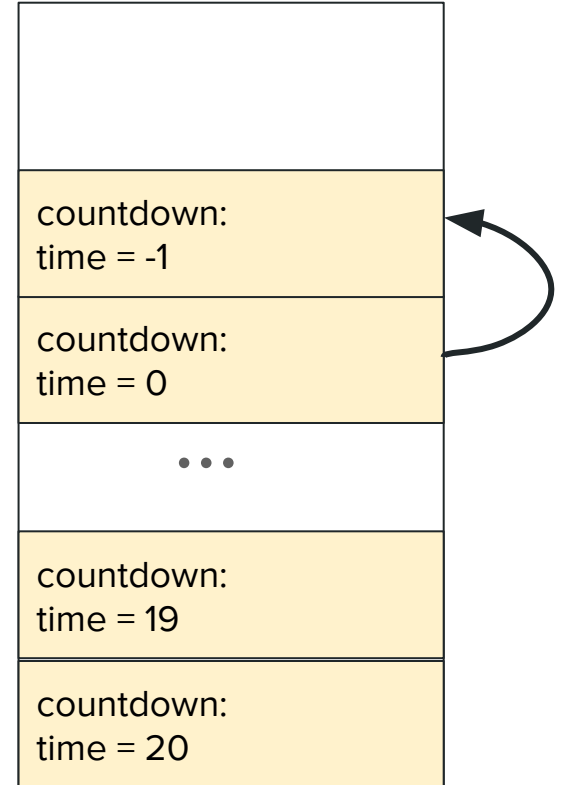 countdown:
time = -1
countdown:
time = 0
...
countdown:
time = 19
countdown:
time = 20